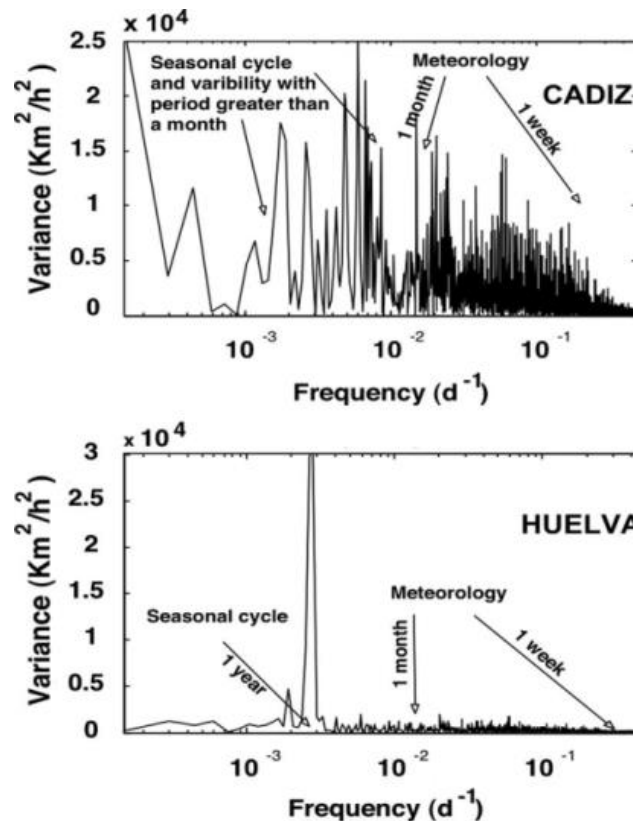 x 10^4
2.5
2
1.5
1
0.5
0
Variance (Km^2/h^2)
Seasonal cycle
and varibility with
period greater than
a month
Meteorology
CADIZ
1 month
1 week
10^-3
10^-2
10^-1
Frequency (d^-1)
x 10^4
3
2.5
2
1.5
1
0.5
0
Variance (Km^2/h^2)
HUELVA
Seasonal cycle
Meteorology
1 year
1 month
1 week
10^-3
10^-2
10^-1
Frequency (d^-1)